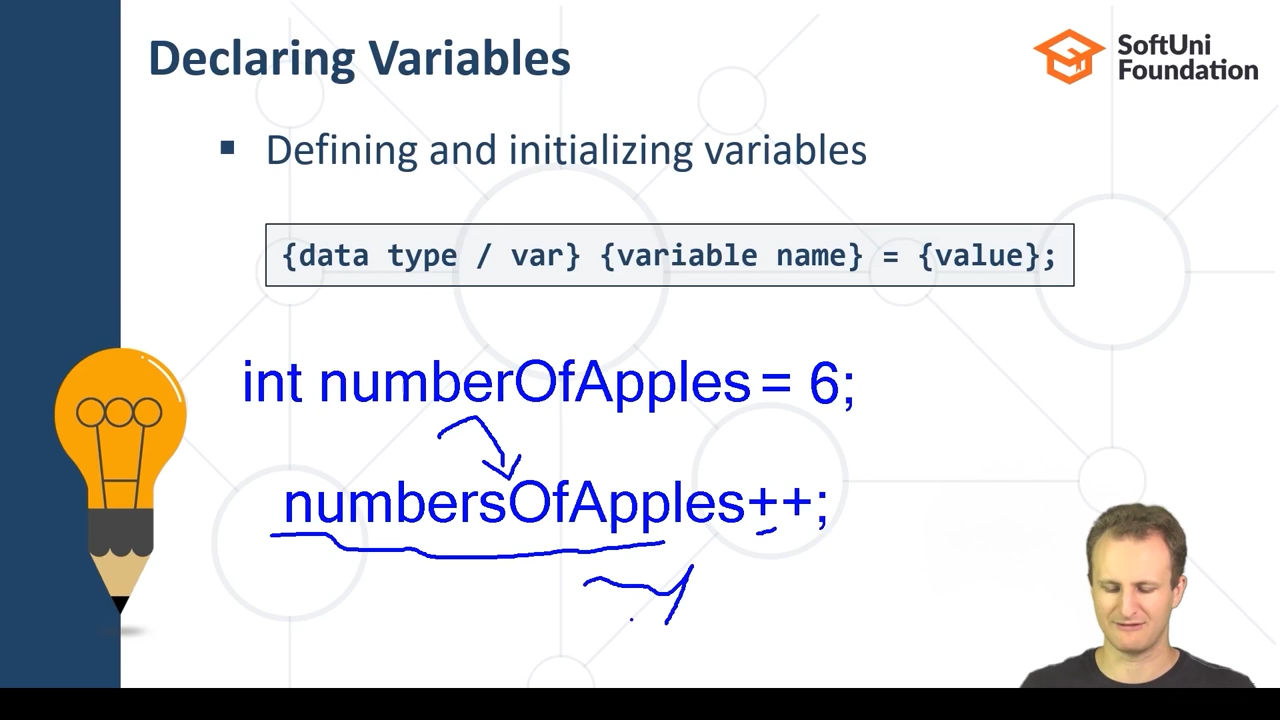 Declaring Variables
SoftUni
Foundation
▪ Defining and initializing variables
{data type / var} {variable name} = {value};
int numberOfApples = 6;
numbersOfApples++;